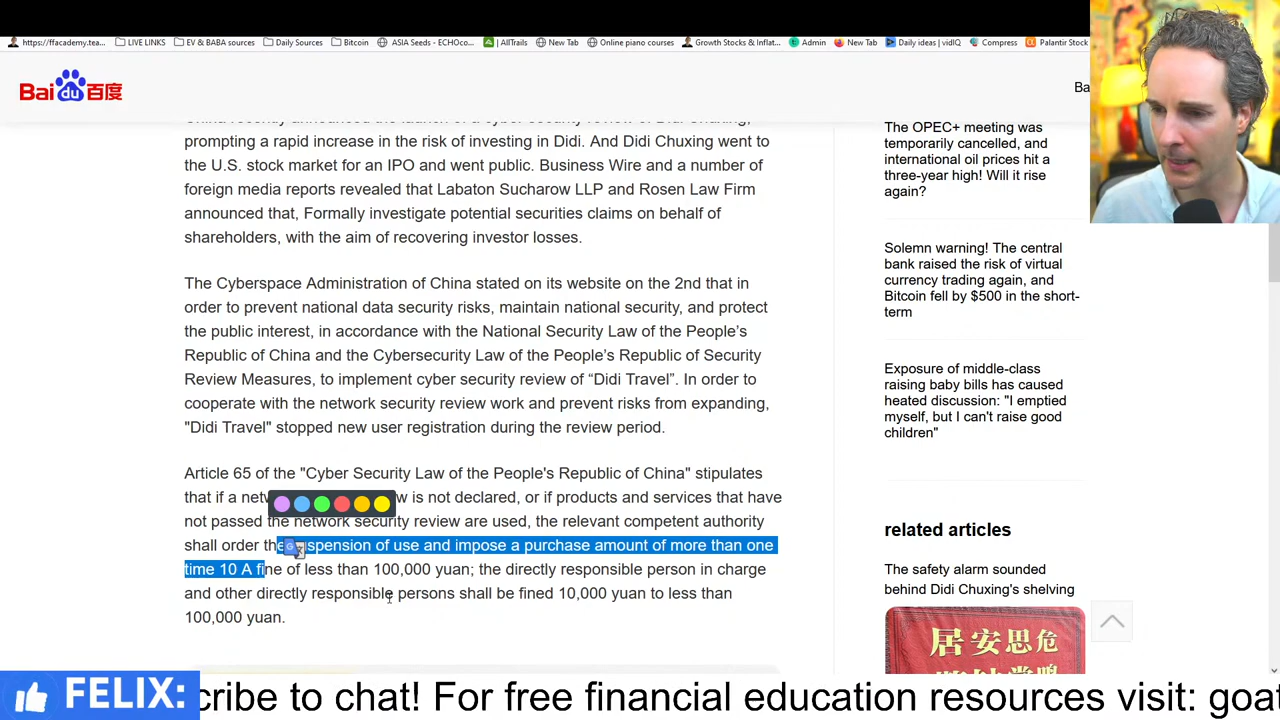 https://ffacademy.tea... LIVE LINKS EV & BABA sources Daily Sources Bitcoin ASIA Seeds - ECHOco... AllTrails New Tab Online piano courses Growth Stocks & Inflat... Admin New Tab Daily ideas | vidIQ Compress Palantir Stock
Bai du 百度
Ba
prompting a rapid increase in the risk of investing in Didi. And Didi Chuxing went to
the U.S. stock market for an IPO and went public. Business Wire and a number of
foreign media reports revealed that Labaton Sucharow LLP and Rosen Law Firm
announced that, Formally investigate potential securities claims on behalf of
shareholders, with the aim of recovering investor losses.
The Cyberspace Administration of China stated on its website on the 2nd that in
order to prevent national data security risks, maintain national security, and protect
the public interest, in accordance with the National Security Law of the People’s
Republic of China and the Cybersecurity Law of the People’s Republic of Security
Review Measures, to implement cyber security review of “Didi Travel”. In order to
cooperate with the network security review work and prevent risks from expanding,
"Didi Travel" stopped new user registration during the review period.
Article 65 of the "Cyber Security Law of the People's Republic of China" stipulates
that if a netw is not declared, or if products and services that have
not passed the network security review are used, the relevant competent authority
shall order the spension of use and impose a purchase amount of more than one
time 10 A fine of less than 100,000 yuan; the directly responsible person in charge
and other directly responsible persons shall be fined 10,000 yuan to less than
100,000 yuan.
The OPEC+ meeting was
temporarily cancelled, and
international oil prices hit a
three-year high! Will it rise
again?
Solemn warning! The central
bank raised the risk of virtual
currency trading again, and
Bitcoin fell by $500 in the short-
term
Exposure of middle-class
raising baby bills has caused
heated discussion: "I emptied
myself, but I can't raise good
children"
related articles
The safety alarm sounded
behind Didi Chuxing's shelving
居安思危
FELIX: cribe to chat! For free financial education resources visit: goat